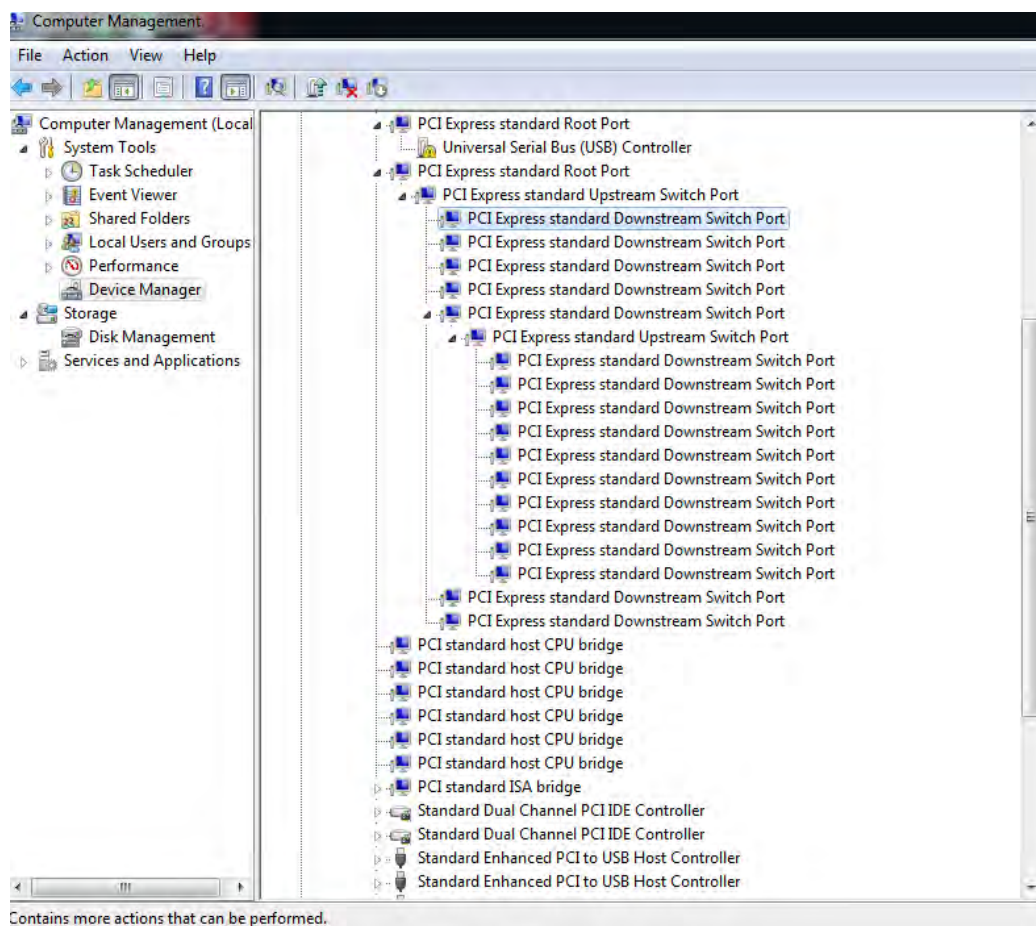 Computer Management
File Action View Help
Computer Management (Local
System Tools
Task Scheduler
Event Viewer
Shared Folders
Local Users and Groups
Performance
Device Manager
Storage
Disk Management
Services and Applications
PCI Express standard Root Port
Universal Serial Bus (USB) Controller
PCI Express standard Root Port
PCI Express standard Upstream Switch Port
PCI Express standard Downstream Switch Port
PCI Express standard Downstream Switch Port
PCI Express standard Downstream Switch Port
PCI Express standard Downstream Switch Port
PCI Express standard Downstream Switch Port
PCI Express standard Upstream Switch Port
PCI Express standard Downstream Switch Port
PCI Express standard Downstream Switch Port
PCI Express standard Downstream Switch Port
PCI Express standard Downstream Switch Port
PCI Express standard Downstream Switch Port
PCI Express standard Downstream Switch Port
PCI Express standard Downstream Switch Port
PCI Express standard Downstream Switch Port
PCI Express standard Downstream Switch Port
PCI Express standard Downstream Switch Port
PCI Express standard Downstream Switch Port
PCI Express standard Downstream Switch Port
PCI standard host CPU bridge
PCI standard host CPU bridge
PCI standard host CPU bridge
PCI standard host CPU bridge
PCI standard host CPU bridge
PCI standard host CPU bridge
PCI standard ISA bridge
Standard Dual Channel PCI IDE Controller
Standard Dual Channel PCI IDE Controller
Standard Enhanced PCI to USB Host Controller
Standard Enhanced PCI to USB Host Controller
Contains more actions that can be performed.